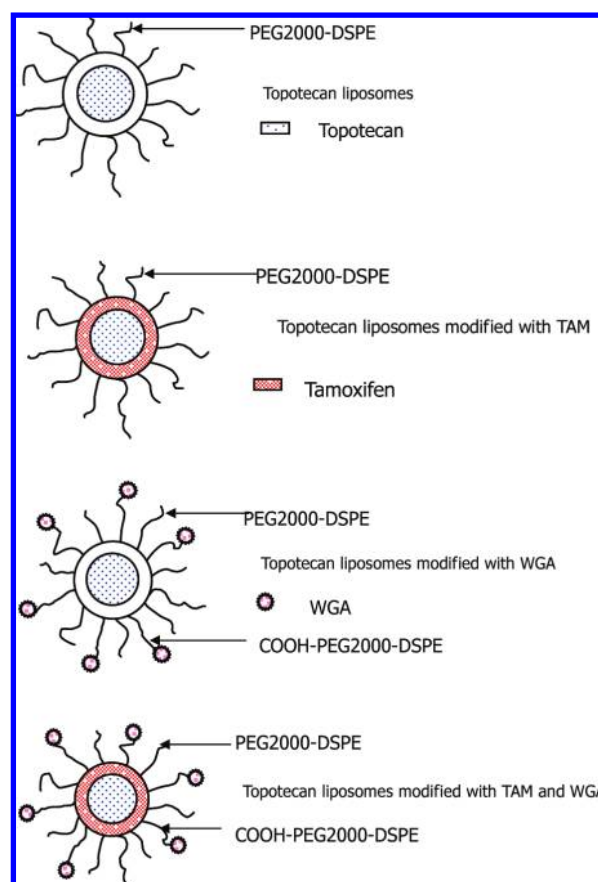 PEG2000-DSPE
Topotecan liposomes
Topotecan
PEG2000-DSPE
Topotecan liposomes modified with TAM
Tamoxifen
PEG2000-DSPE
Topotecan liposomes modified with WGA
WGA
COOH-PEG2000-DSPE
PEG2000-DSPE
Topotecan liposomes modified with TAM and WGA
COOH-PEG2000-DSPE